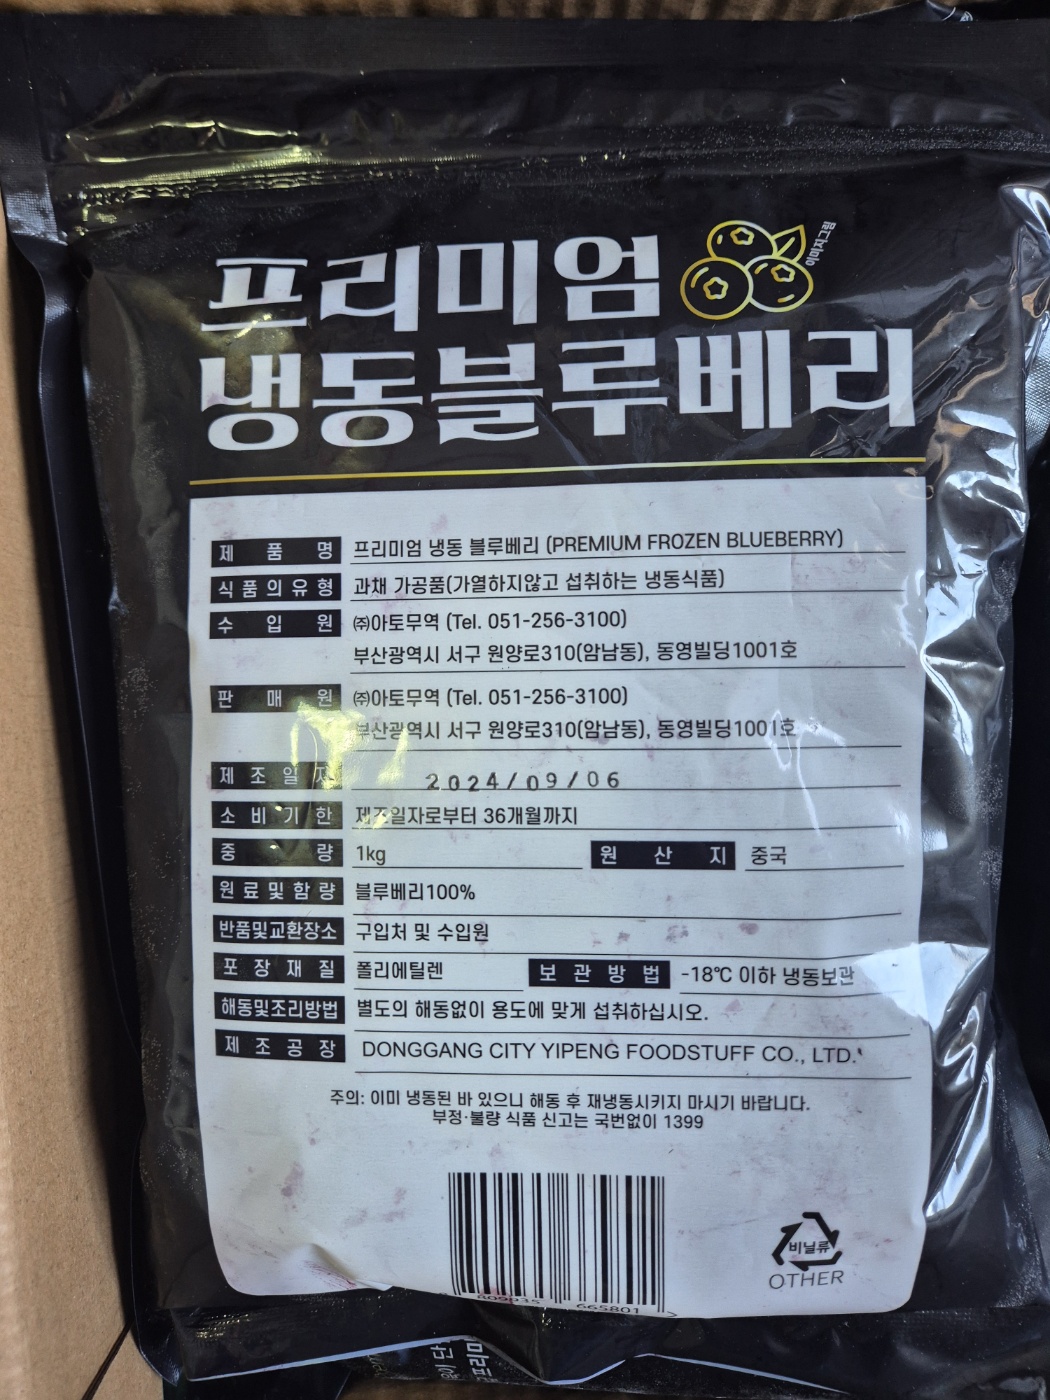 프리미엄
이미지그림
냉동블루베리
제품명 프리미엄 냉동 블루베리 (PREMIUM FROZEN BLUEBERRY)
식품의유형 과채 가공품(가열하지않고 섭취하는 냉동식품)
수입원 ㈜아토무역 (Tel. 051-256-3100)
부산광역시 서구 원양로310(암남동), 동영빌딩1001호
판매원 ㈜아토무역 (Tel. 051-256-3100)
부산광역시 서구 원양로310(암남동), 동영빌딩1001호
제조일자 2024/09/06
소비기한 제조일자로부터 36개월까지
중량 1kg 원산지 중국
원료및함량 블루베리100%
반품및교환장소 구입처 및 수입원
포장재질 폴리에틸렌 보관방법 -18℃ 이하 냉동보관
해동및조리방법 별도의 해동없이 용도에 맞게 섭취하십시오.
제조공장 DONGGANG CITY YIPENG FOODSTUFF CO., LTD.
주의: 이미 냉동된 바 있으니 해동 후 재냉동시키지 마시기 바랍니다.
부정·불량 식품 신고는 국번없이 1399
비닐류
OTHER
665801